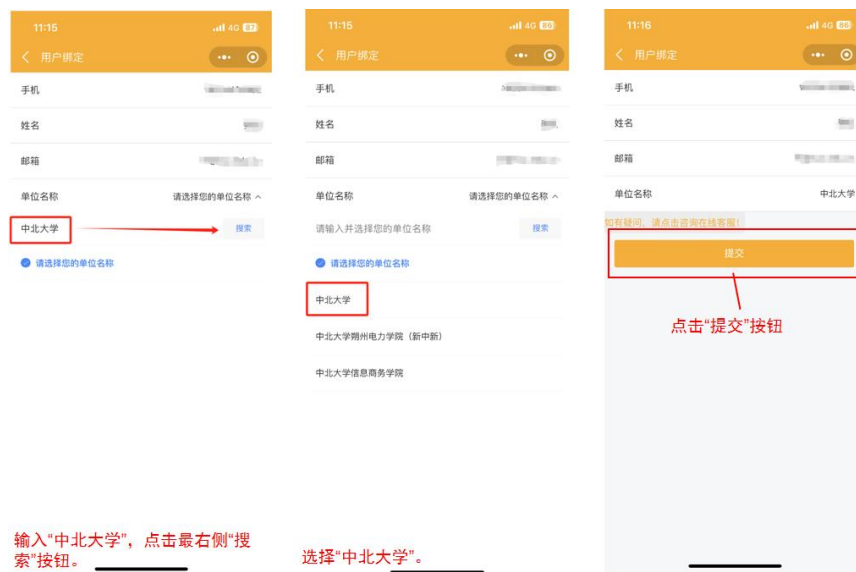 11:15
4G 87
用户绑定
手机
姓名
邮箱
单位名称 请选择您的单位名称
中北大学 搜索
请选择您的单位名称
输入“中北大学”，点击最右侧“搜
索”按钮。
11:15
4G 86
用户绑定
手机
姓名
邮箱
单位名称 请选择您的单位名称
请输入并选择您的单位名称 搜索
请选择您的单位名称
中北大学
中北大学朔州电力学院（新中新）
中北大学信息商务学院
选择“中北大学”。
11:16
4G 86
用户绑定
手机
姓名
邮箱
单位名称 中北大学
如有疑问，请点击咨询在线客服！
提交
点击“提交”按钮